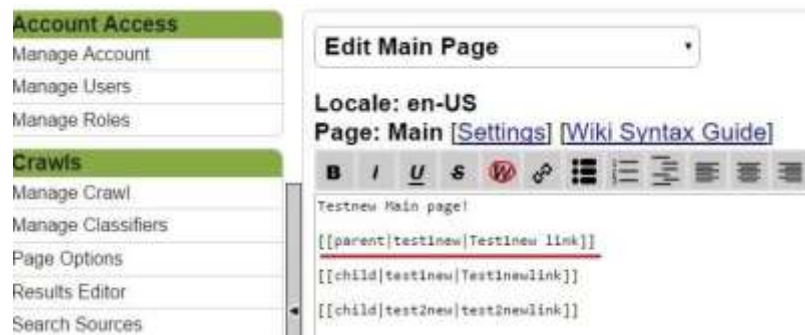 Account Access
Manage Account
Manage Users
Manage Roles
Crawls
Manage Crawl
Manage Classifiers
Page Options
Results Editor
Search Sources
Edit Main Page
Locale: en-US
Page: Main [Settings] [Wiki Syntax Guide]
B I U S W
Testnew Main page!
[[parent|test1new|Test1new link]]
[[child|test1new|Test1newlink]]
[[child|test2new|test2newlink]]